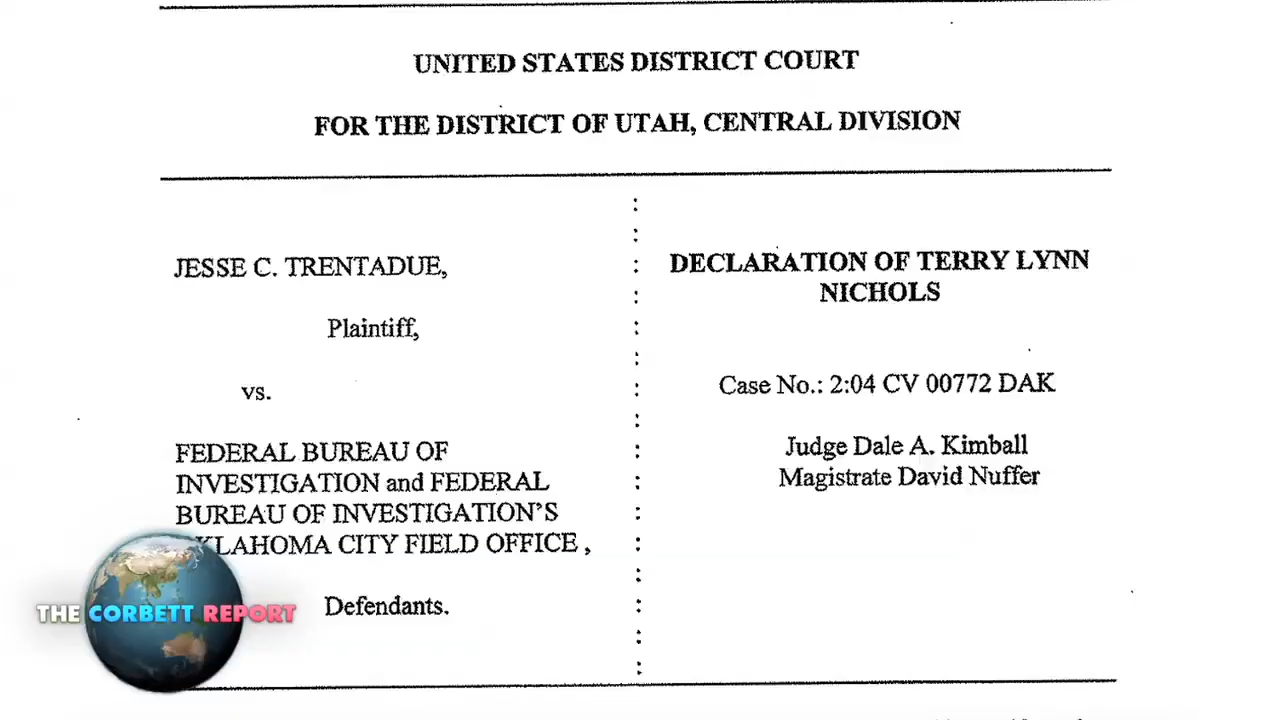 UNITED STATES DISTRICT COURT
FOR THE DISTRICT OF UTAH, CENTRAL DIVISION
JESSE C. TRENTADUE,
Plaintiff,
vs.
FEDERAL BUREAU OF
INVESTIGATION and FEDERAL
BUREAU OF INVESTIGATION'S
KLAHOMA CITY FIELD OFFICE ,
Defendants.
DECLARATION OF TERRY LYNN
NICHOLS
Case No.: 2:04 CV 00772 DAK
Judge Dale A. Kimball
Magistrate David Nuffer
THE CORBETT REPORT